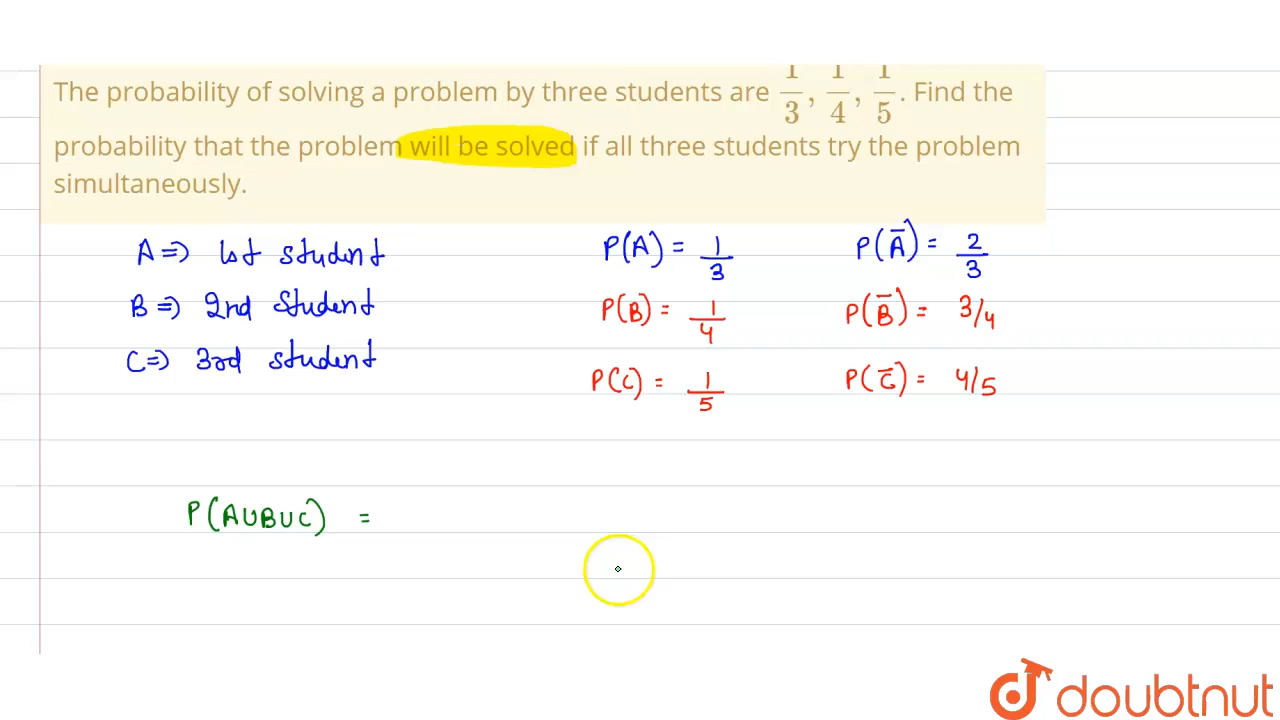 The probability of solving a problem by three students are 1/3, 1/4, 1/5. Find the
probability that the problem will be solved if all three students try the problem
simultaneously.
A ⇒ 1st student P(A) = 1/3 P(A̅) = 2/3
B ⇒ 2nd student P(B) = 1/4 P(B̅) = 3/4
C ⇒ 3rd student P(C) = 1/5 P(C̅) = 4/5
P(A∪B∪C) =
doubtnut